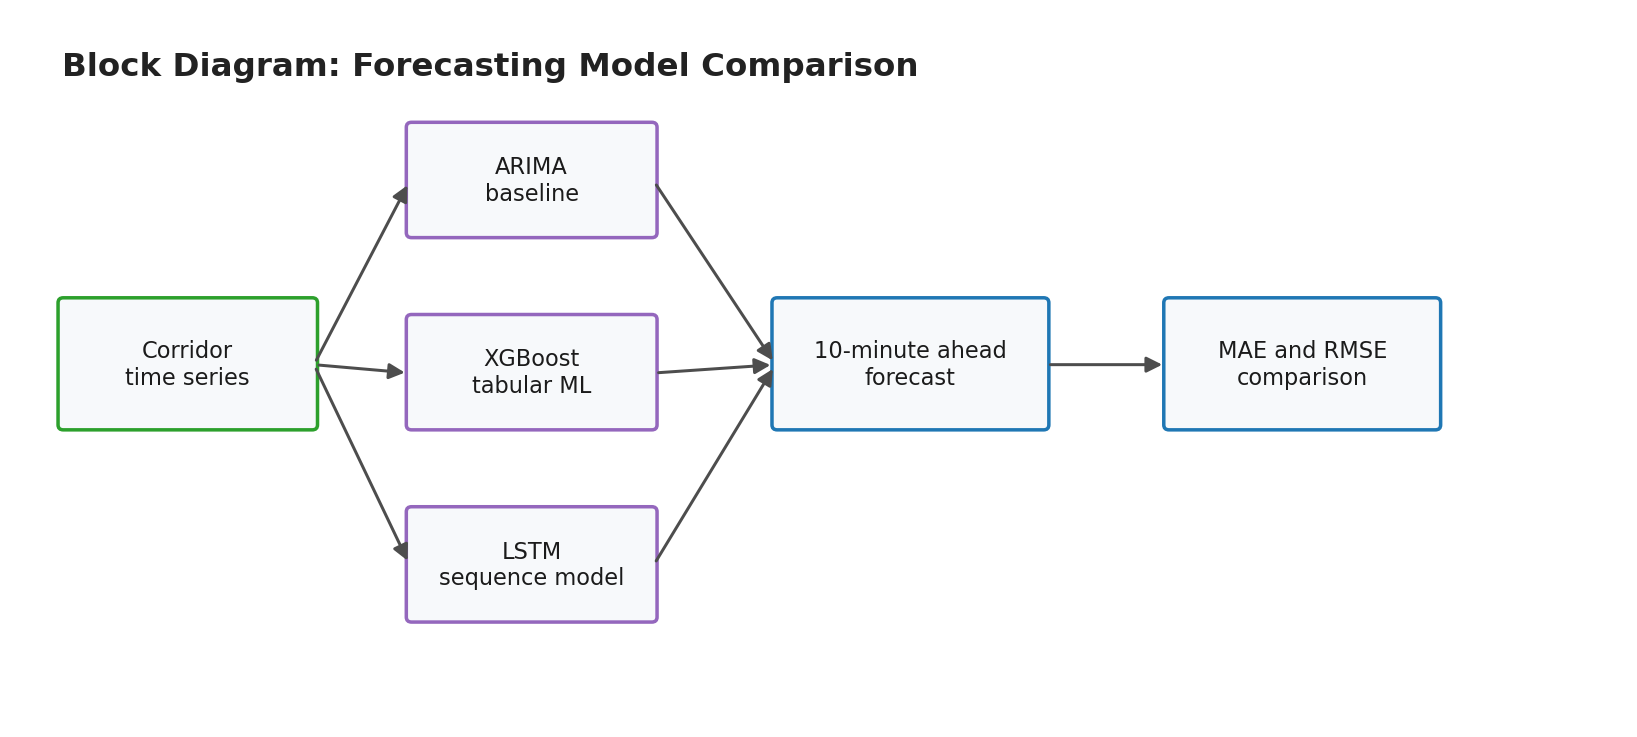 Block Diagram: Forecasting Model Comparison
ARIMA
baseline
Corridor
time series
XGBoost
tabular ML
10-minute ahead
forecast
MAE and RMSE
comparison
LSTM
sequence model